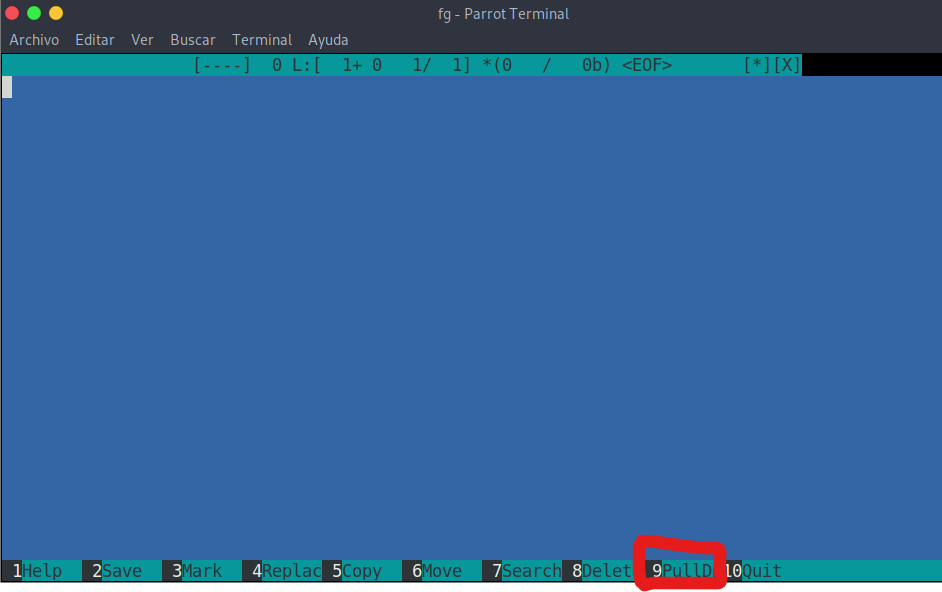 fg - Parrot Terminal
Archivo Editar Ver Buscar Terminal Ayuda
[----] 0 L:[ 1+ 0 1/ 1] *(0 / 0b) <EOF> [*][X]
1Help 2Save 3Mark 4Replac 5Copy 6Move 7Search 8Delet 9PullD 10Quit